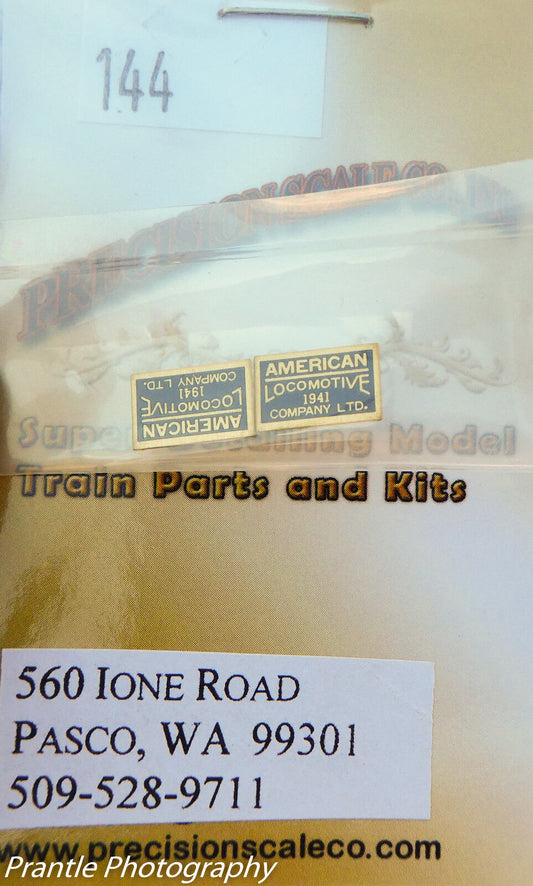 144
PRECISION SCALE CO., IN
AMERICAN
LOCOMOTIVE
1941
COMPANY LTD.
AMERICAN
LOCOMOTIVE
1941
COMPANY LTD.
Super Detailing Model
Train Parts and Kits
560 IONE ROAD
PASCO, WA 99301
509-528-9711
www.precisionscaleco.com
Prantle Photography